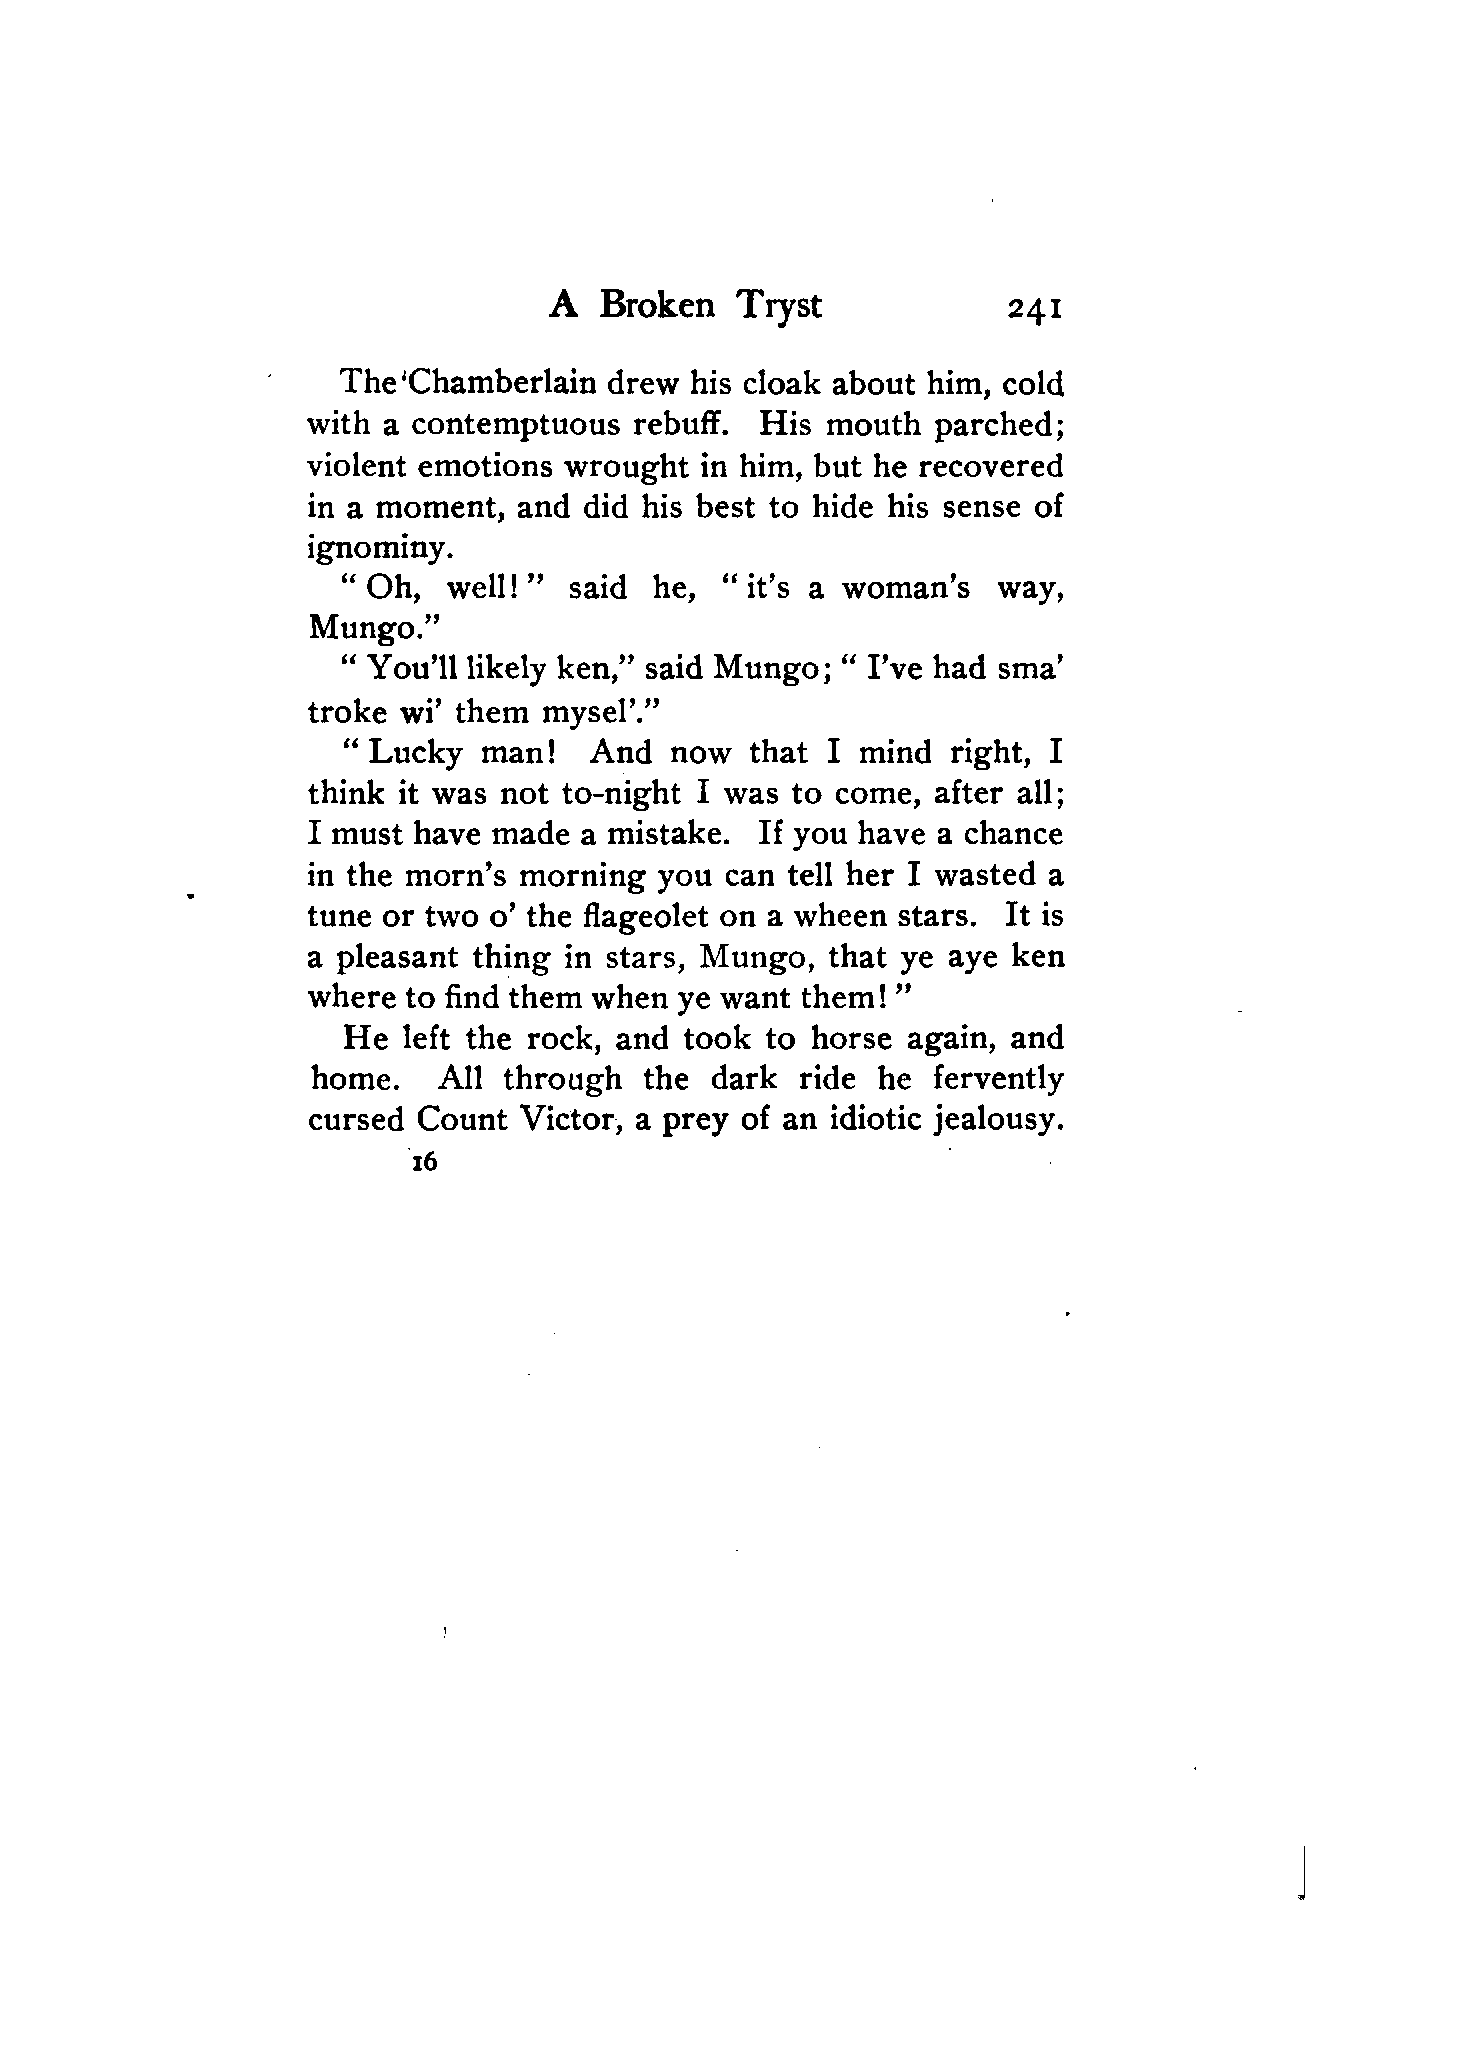 A Broken Tryst 241
The Chamberlain drew his cloak about him, cold
with a contemptuous rebuff. His mouth parched;
violent emotions wrought in him, but he recovered
in a moment, and did his best to hide his sense of
ignominy.
"Oh, well!" said he, "it's a woman's way,
Mungo."
"You'll likely ken," said Mungo; "I've had sma'
troke wi' them mysel'."
"Lucky man! And now that I mind right, I
think it was not to-night I was to come, after all;
I must have made a mistake. If you have a chance
in the morn's morning you can tell her I wasted a
tune or two o' the flageolet on a wheen stars. It is
a pleasant thing in stars, Mungo, that ye aye ken
where to find them when ye want them!"
He left the rock, and took to horse again, and
home. All through the dark ride he fervently
cursed Count Victor, a prey of an idiotic jealousy.
16